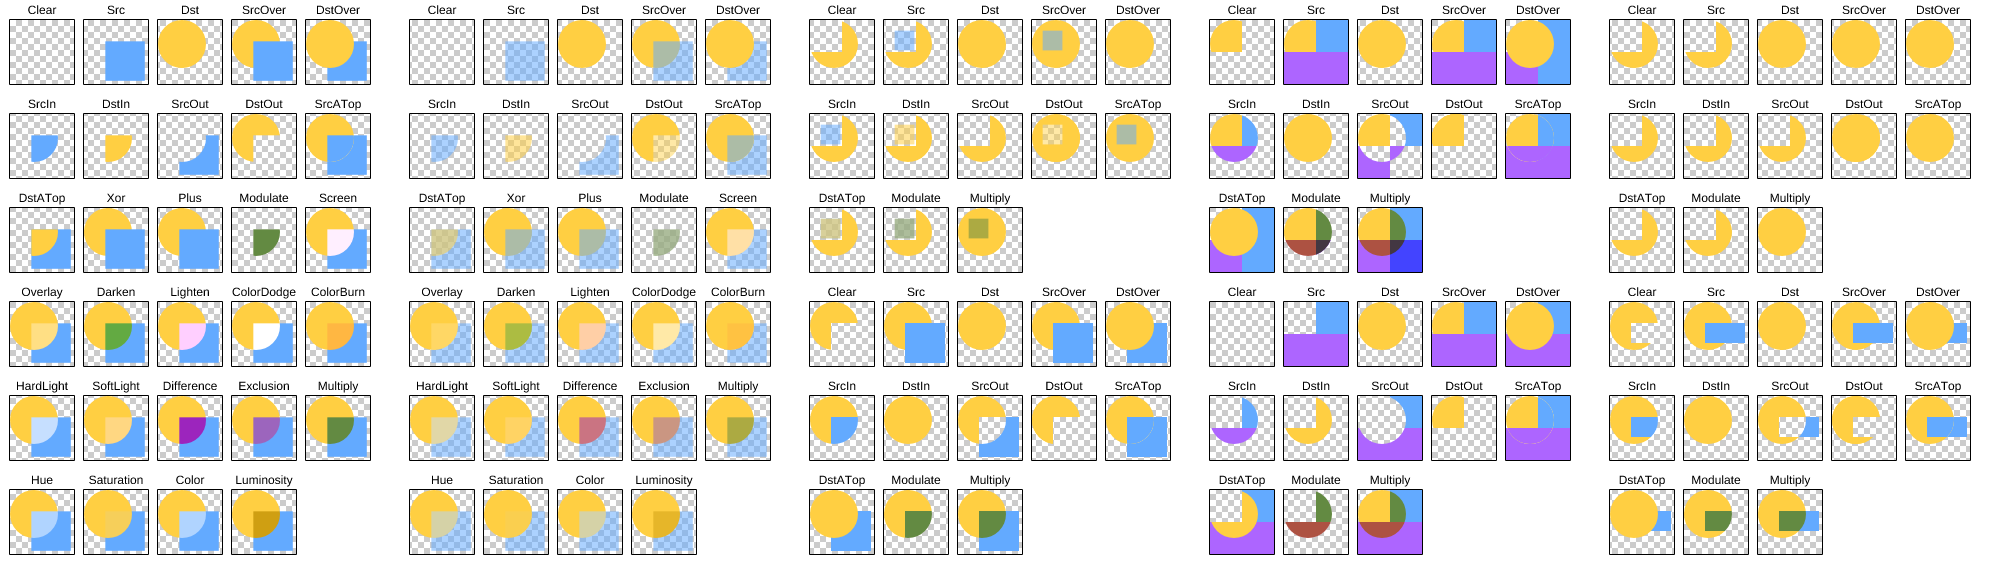 Clear Src Dst SrcOver DstOver Clear Src Dst SrcOver DstOver Clear Src Dst SrcOver DstOver Clear Src Dst SrcOver DstOver Clear Src Dst SrcOver DstOver
SrcIn DstIn SrcOut DstOut SrcATop SrcIn DstIn SrcOut DstOut SrcATop SrcIn DstIn SrcOut DstOut SrcATop SrcIn DstIn SrcOut DstOut SrcATop SrcIn DstIn SrcOut DstOut SrcATop
DstATop Xor Plus Modulate Screen DstATop Xor Plus Modulate Screen DstATop Modulate Multiply DstATop Modulate Multiply DstATop Modulate Multiply
Overlay Darken Lighten ColorDodge ColorBurn Overlay Darken Lighten ColorDodge ColorBurn Clear Src Dst SrcOver DstOver Clear Src Dst SrcOver DstOver Clear Src Dst SrcOver DstOver
HardLight SoftLight Difference Exclusion Multiply HardLight SoftLight Difference Exclusion Multiply SrcIn DstIn SrcOut DstOut SrcATop SrcIn DstIn SrcOut DstOut SrcATop SrcIn DstIn SrcOut DstOut SrcATop
Hue Saturation Color Luminosity Hue Saturation Color Luminosity DstATop Modulate Multiply DstATop Modulate Multiply DstATop Modulate Multiply